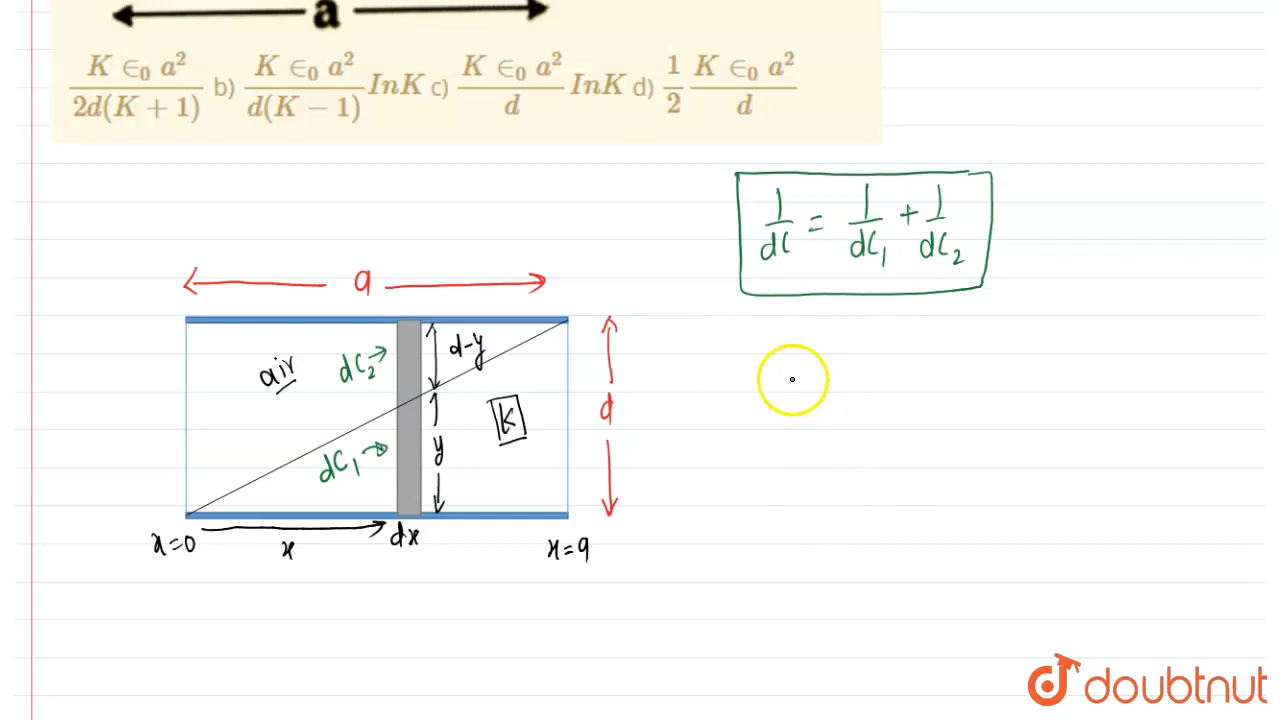 a
K ∈₀ a² / 2d(K + 1) b) K ∈₀ a² / d(K − 1) InK c) K ∈₀ a² / d InK d) 1/2 K ∈₀ a² / d
1/dC = 1/dC₁ + 1/dC₂
a
air dC₂ d-y
dC₁ y K d
x=0 x dx x=a
doubtnut